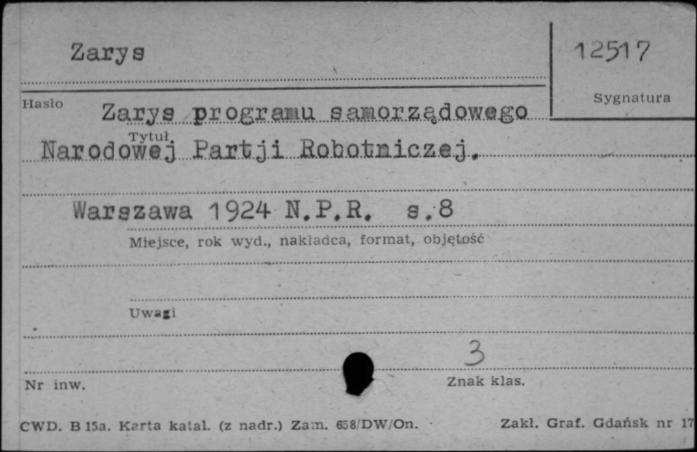 Zarys
12517
Hasło
Sygnatura
Zarys programu samorządowego
Tytuł
Narodowej Partji Robotniczej.
Warszawa 1924 N.P.R. s.8
Miejsce, rok wyd., nakładca, format, objętość
Uwagi
3
Nr inw.
Znak klas.
CWD. B 15a. Karta katal. (z nadr.) Zam. 658/DW/On. Zakł. Graf. Gdańsk nr 17